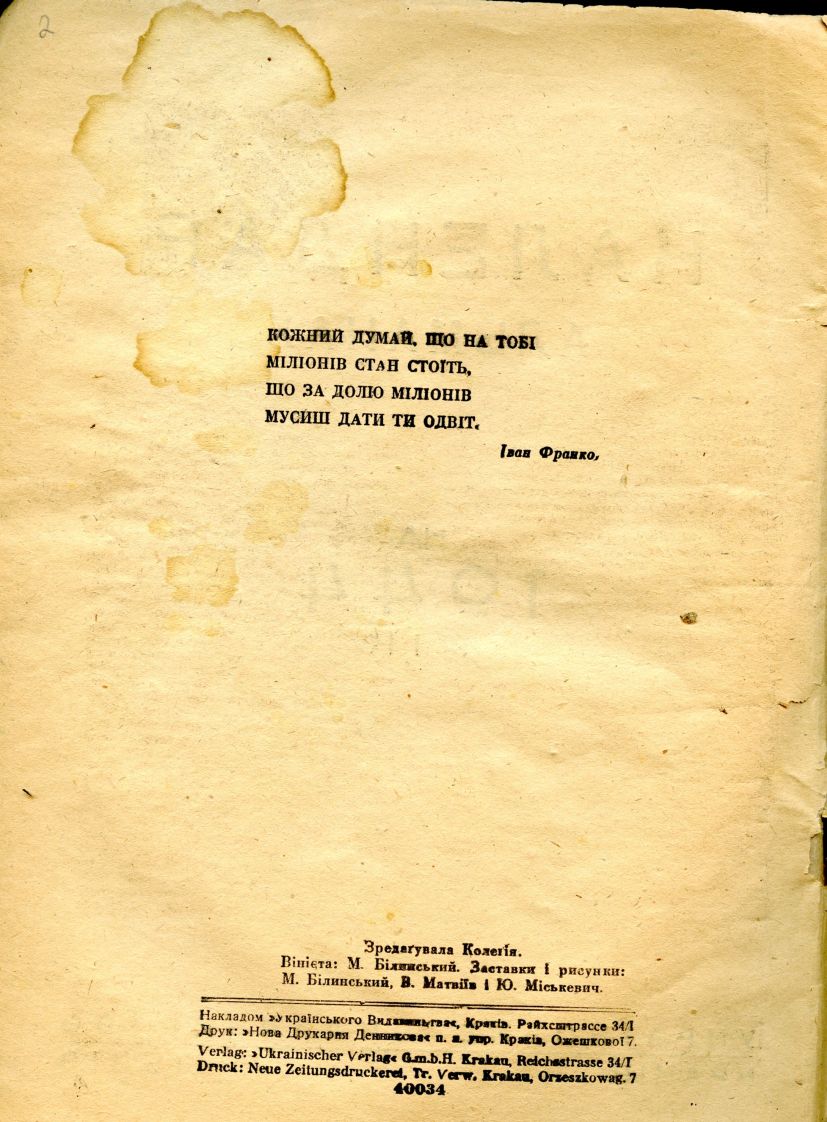 2
КОЖНИЙ ДУМАЙ, ЩО НА ТОБІ
МІЛІОНІВ СТАН СТОЇТЬ,
ЩО ЗА ДОЛЮ МІЛІОНІВ
МУСИШ ДАТИ ТИ ОДВІТ.
Іван Франко,
Зредаґувала Колегія.
Вінієта: М. Білинський. Заставки і рисунки:
М. Білинський, В. Матвіїв і Ю. Міськевич.
Накладом »Українського Видавництва«, Краків. Райхсштрассе 34/I
Друк: »Нова Друкарня Денникова« п. н. упр. Краків, Ожешкової 7.
Verlag: »Ukrainischer Verlag« G.m.b.H. Krakau, Reichsstrasse 34/I
Druck: Neue Zeitungsdruckerei, Tr. Verw. Krakau, Orzeszkowag. 7
40034